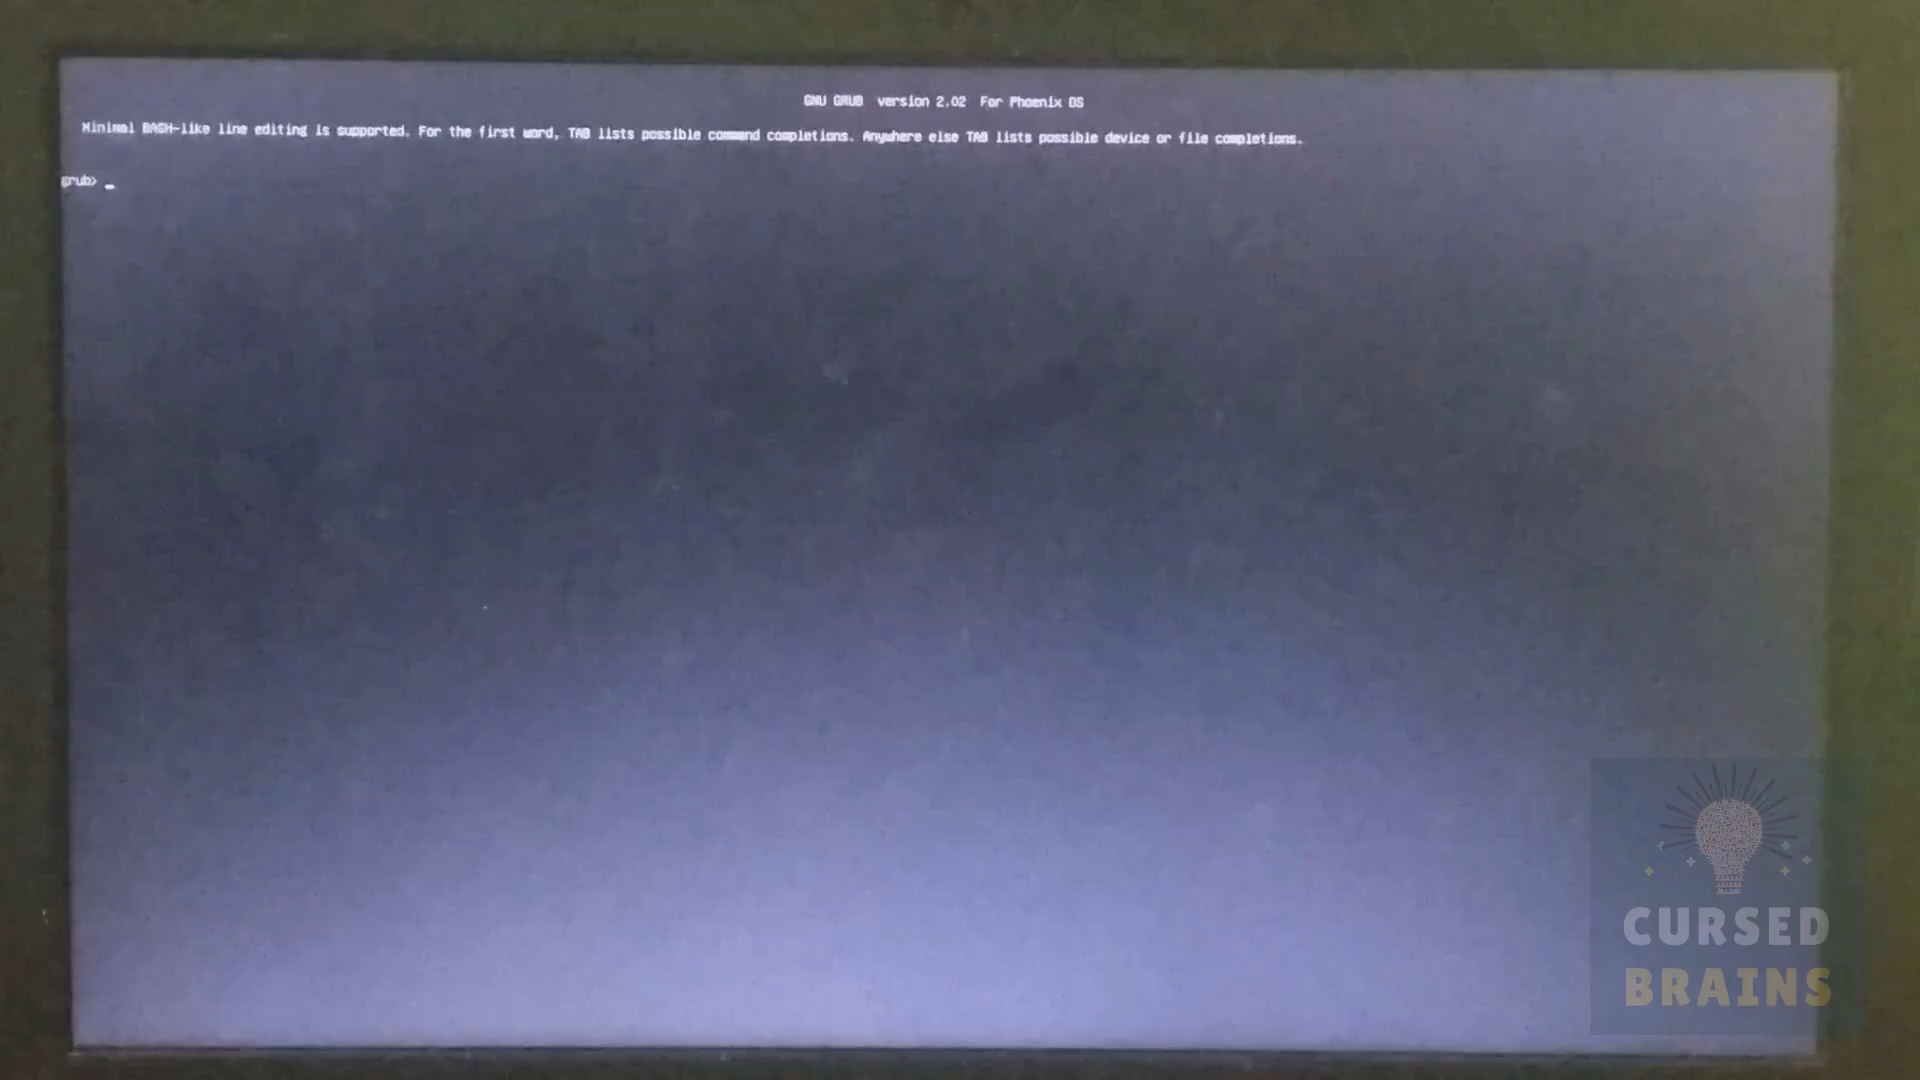 GNU GRUB version 2.02 For Phoenix OS
Minimal BASH-like line editing is supported. For the first word, TAB lists possible command completions. Anywhere else TAB lists possible device or file completions.
grub> _
CURSED
BRAINS